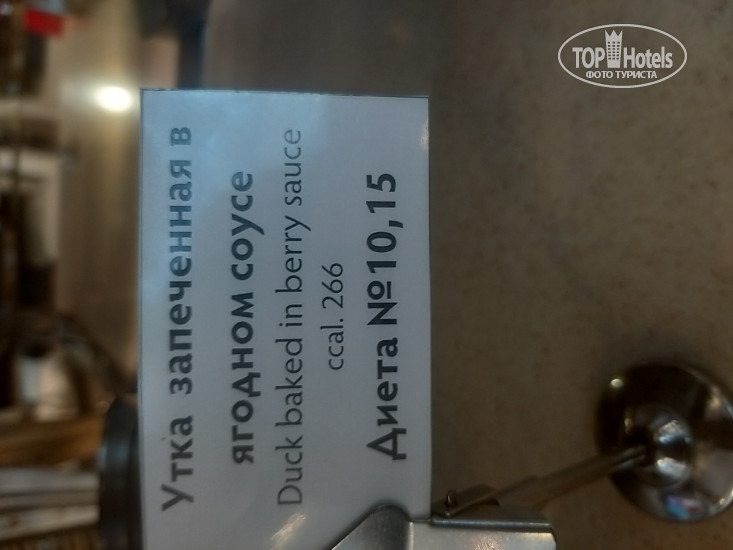 Утка запеченная в
ягодном соусе
Duck baked in berry sauce
ccal. 266
Диета №10,15
TOP Hotels
ФОТО ТУРИСТА